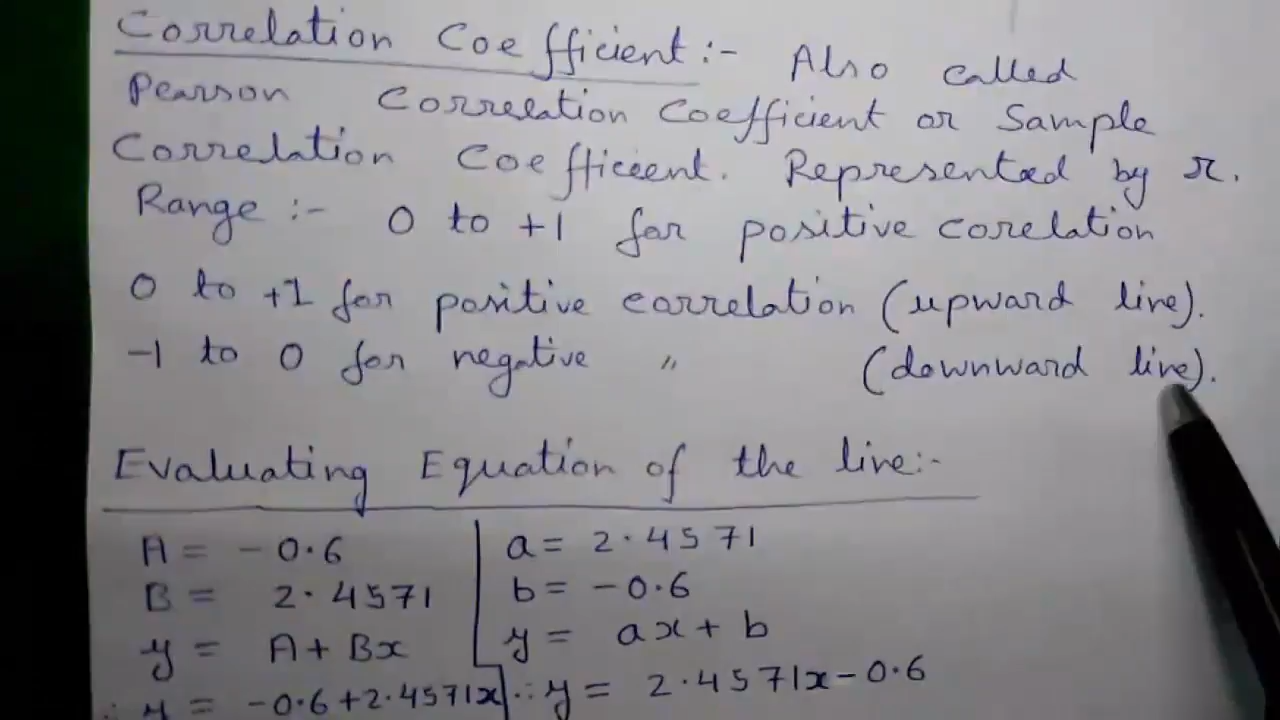 Correlation Coefficient :- Also called
Pearson Correlation Coefficient or Sample
Correlation Coefficient. Represented by r.
Range :- 0 to +1 for positive corelation
0 to +1 for positive correlation (upward line).
-1 to 0 for negative " (downward line).
Evaluating Equation of the line :-
A = -0.6
B = 2.4571
y = A + Bx
∴ y = -0.6+2.4571x
a = 2.4571
b = -0.6
y = ax + b
∴ y = 2.4571x - 0.6